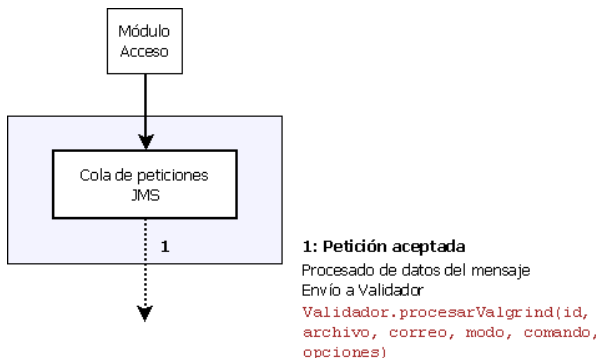 Módulo
Acceso
Cola de peticiones
JMS
1
1: Petición aceptada
Procesado de datos del mensaje
Envío a Validador
Validador.procesarValgrind(id,
archivo, correo, modo, comando,
opciones)